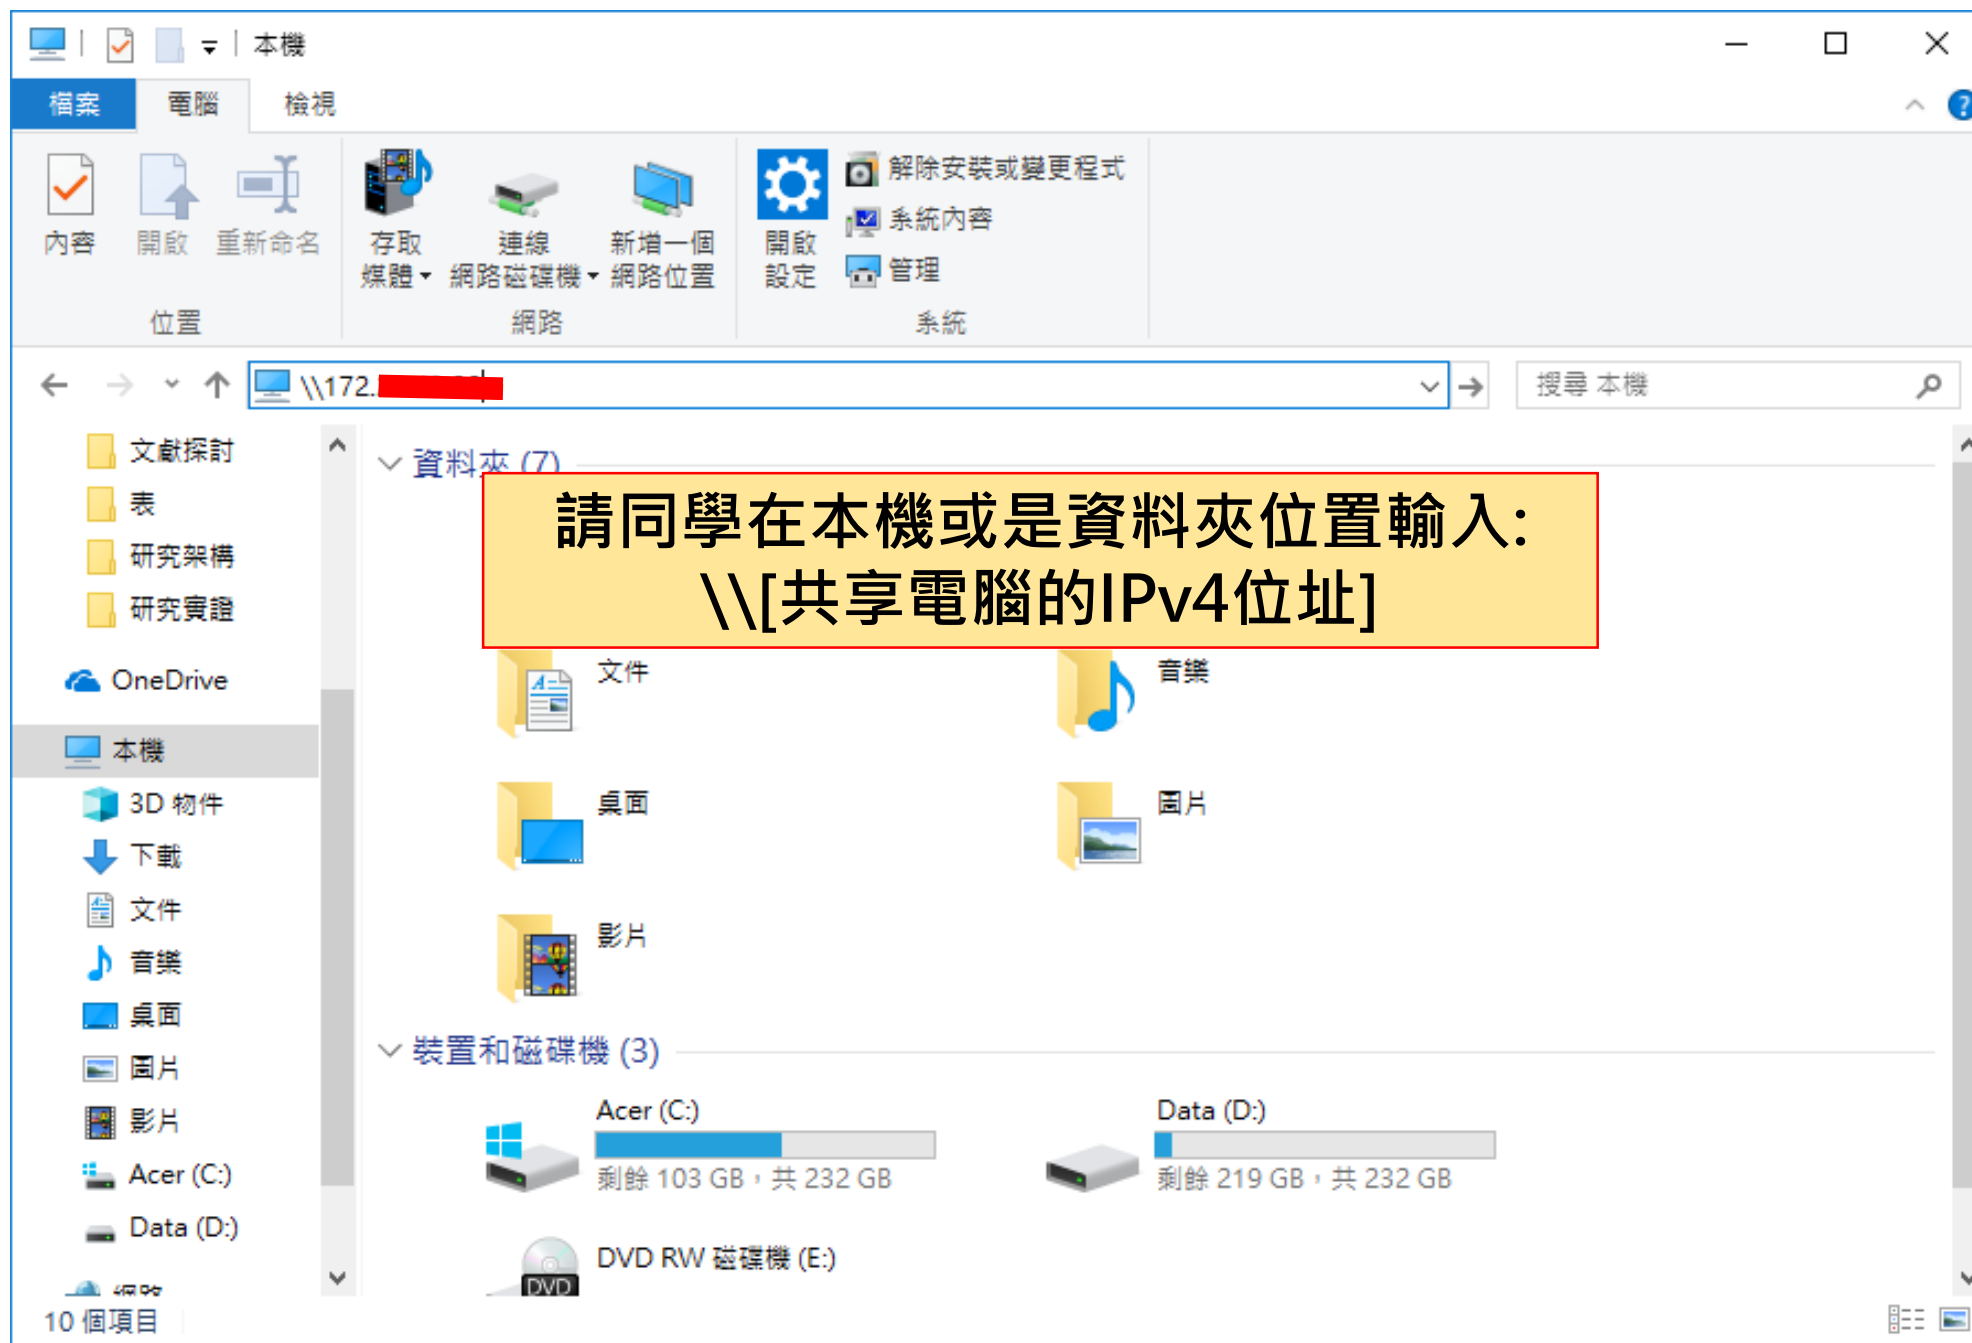 本機
檔案 電腦 檢視
內容 開啟 重新命名
存取
媒體
連線
網路磁碟機
新增一個
網路位置
開啟
設定
解除安裝或變更程式
系統內容
管理
位置 網路 系統
\\172.
搜尋 本機
文獻探討
表
研究架構
研究實證
OneDrive
本機
3D 物件
下載
文件
音樂
桌面
圖片
影片
Acer (C:)
Data (D:)
網路
資料夾 (7)
請同學在本機或是資料夾位置輸入:
\\[共享電腦的IPv4位址]
文件
音樂
桌面
圖片
影片
裝置和磁碟機 (3)
Acer (C:)
剩餘 103 GB，共 232 GB
Data (D:)
剩餘 219 GB，共 232 GB
DVD RW 磁碟機 (E:)
DVD
10 個項目